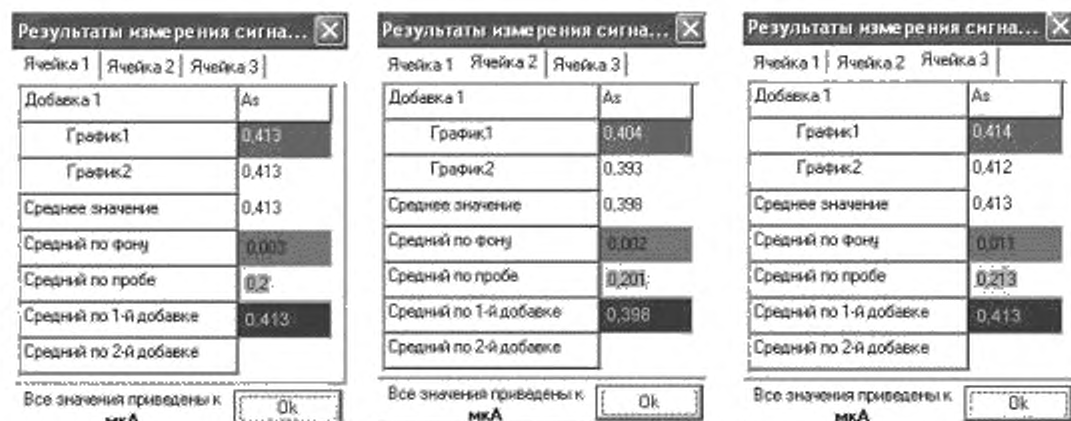 Результаты измерения сигна...
Ячейка 1 Ячейка 2 Ячейка 3
Добавка 1 As
График1 0,413
График2 0,413
Среднее значение 0,413
Средний по фону 0,003
Средний по пробе 0,2
Средний по 1-й добавке 0,413
Средний по 2-й добавке
Все значения приведены к
мкА
Ok
Результаты измерения сигна...
Ячейка 1 Ячейка 2 Ячейка 3
Добавка 1 As
График1 0,404
График2 0,393
Среднее значение 0,398
Средний по фону 0,002
Средний по пробе 0,201
Средний по 1-й добавке 0,398
Средний по 2-й добавке
Все значения приведены к
мкА
Ok
Результаты измерения сигна...
Ячейка 1 Ячейка 2 Ячейка 3
Добавка 1 As
График1 0,414
График2 0,412
Среднее значение 0,413
Средний по фону 0,011
Средний по пробе 0,213
Средний по 1-й добавке 0,413
Средний по 2-й добавке
Все значения приведены к
мкА
Ok